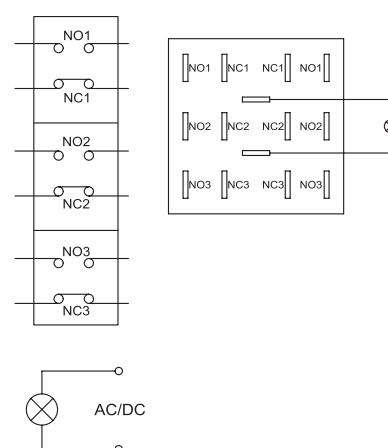 NO1
NC1
NO2
NC2
NO3
NC3
NO1 NC1 NC1 NO1
NO2 NC2 NC2 NO2
NO3 NC3 NC3 NO3
AC/DC